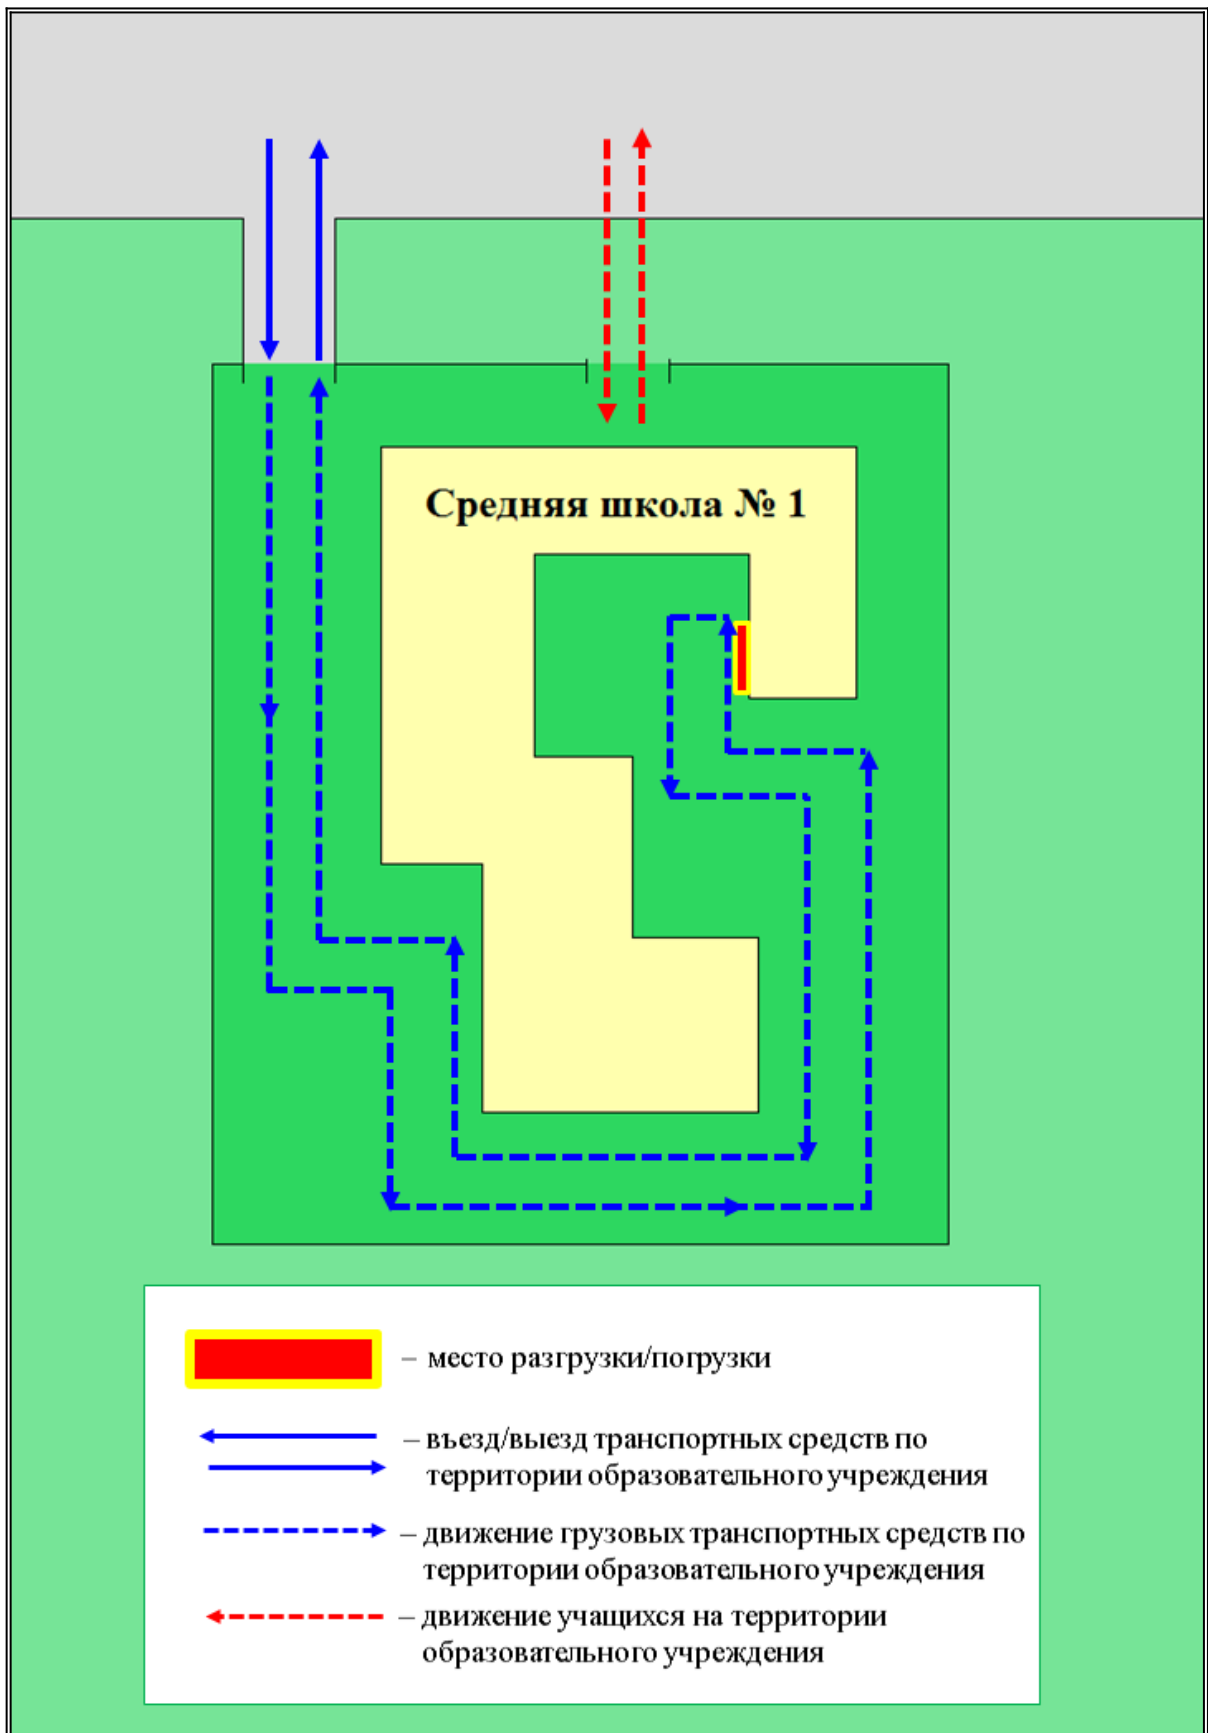 Средняя школа № 1
– место разгрузки/погрузки
– въезд/выезд транспортных средств по
территории образовательного учреждения
– движение грузовых транспортных средств по
территории образовательного учреждения
– движение учащихся на территории
образовательного учреждения